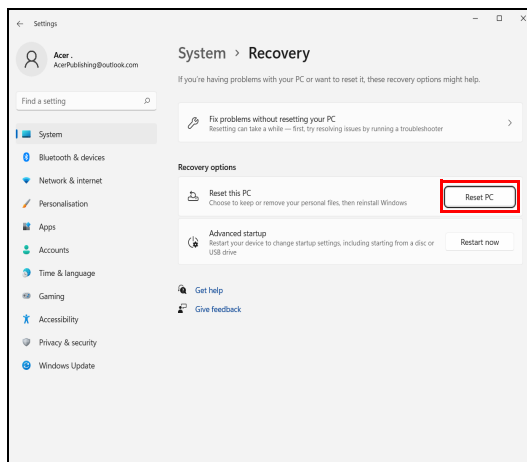 Settings
Acer .
AcerPublishing@outlook.com
Find a setting
System
Bluetooth & devices
Network & internet
Personalisation
Apps
Accounts
Time & language
Gaming
Accessibility
Privacy & security
Windows Update
System > Recovery
If you're having problems with your PC or want to reset it, these recovery options might help.
Fix problems without resetting your PC
Resetting can take a while — first, try resolving issues by running a troubleshooter
Recovery options
Reset this PC
Choose to keep or remove your personal files, then reinstall Windows
Reset PC
Advanced startup
Restart your device to change startup settings, including starting from a disc or
USB drive
Restart now
Get help
Give feedback